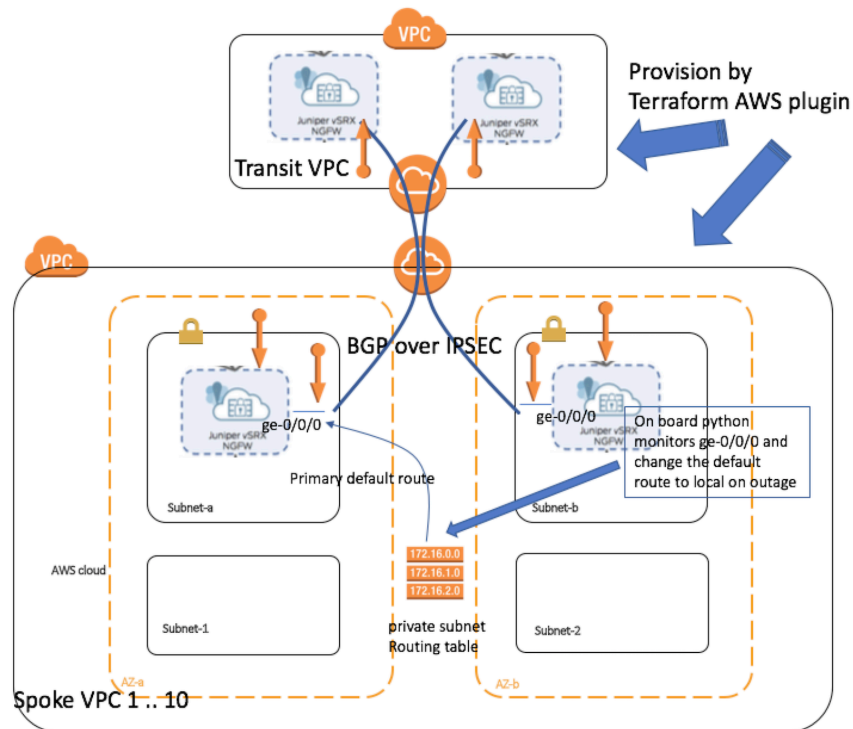 VPC
Juniper vSRX
NGFW
Juniper vSRX
NGFW
Transit VPC
Provision by
Terraform AWS plugin
VPC
BGP over IPSEC
Juniper vSRX
NGFW
ge-0/0/0
Subnet-a
ge-0/0/0
Juniper vSRX
NGFW
Subnet-b
On board python
monitors ge-0/0/0 and
change the default
route to local on outage
Primary default route
172.16.0.0
172.16.1.0
172.16.2.0
private subnet
Routing table
AWS cloud
Subnet-1
Subnet-2
AZ-a
AZ-b
Spoke VPC 1 .. 10